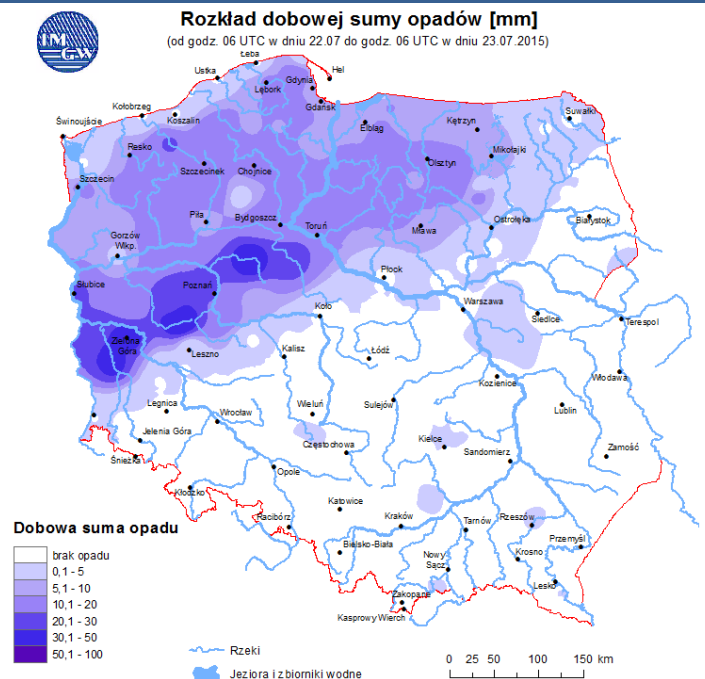 IM
GW
Rozkład dobowej sumy opadów [mm]
(od godz. 06 UTC w dniu 22.07 do godz. 06 UTC w dniu 23.07.2015)
Łeba
Hel
Ustka
Gdynia
Lębork
Gdańsk
Kołobrzeg
Koszalin
Świnoujście
Elbląg
Kętrzyn
Suwałki
Resko
Mikołajki
Szczecinek
Chojnice
Olsztyn
Szczecin
Piła
Bydgoszcz
Toruń
Mława
Ostrołęka
Białystok
Gorzów
Wlkp.
Płock
Słubice
Poznań
Koło
Warszawa
Siedlce
Terespol
Zielona
Góra
Leszno
Kalisz
Łódź
Kozienice
Włodawa
Legnica
Wrocław
Wieluń
Sulejów
Lublin
Jelenia Góra
Częstochowa
Kielce
Sandomierz
Zamość
Śnieżka
Opole
Kłodzko
Katowice
Racibórz
Kraków
Tarnów
Rzeszów
Przemyśl
Bielsko-Biała
Nowy
Sącz
Krosno
Lesko
Zakopane
Kasprowy Wierch
Dobowa suma opadu
brak opadu
0,1 - 5
5,1 - 10
10,1 - 20
20,1 - 30
30,1 - 50
50,1 - 100
Rzeki
Jeziora i zbiorniki wodne
0 25 50 100 150 km